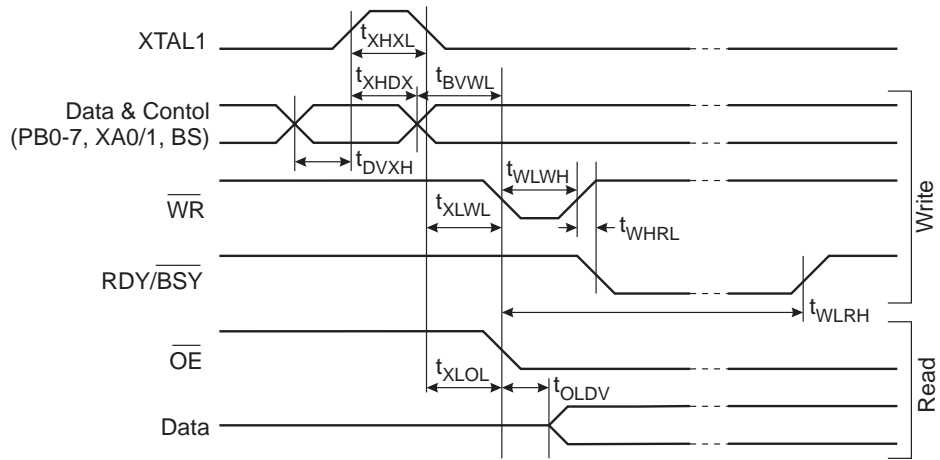 XTAL1
tXHXL
tXHDX
tBVWL
Data & Contol
(PB0-7, XA0/1, BS)
tDVXH
tWLWH
WR
tXLWL
tWHRL
Write
RDY/BSY
tWLRH
OE
tXLOL
tOLDV
Read
Data